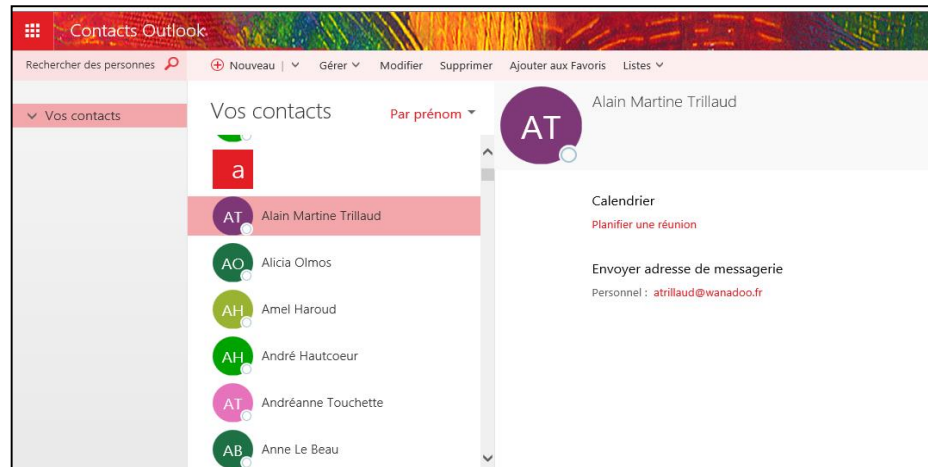 Contacts Outlook
Rechercher des personnes
Nouveau | Gérer Modifier Supprimer Ajouter aux Favoris Listes
Vos contacts
Vos contacts Par prénom
a
AT Alain Martine Trillaud
AO Alicia Olmos
AH Amel Haroud
AH André Hautcoeur
AT Andréanne Touchette
AB Anne Le Beau
AT Alain Martine Trillaud
Calendrier
Planifier une réunion
Envoyer adresse de messagerie
Personnel : atrillaud@wanadoo.fr